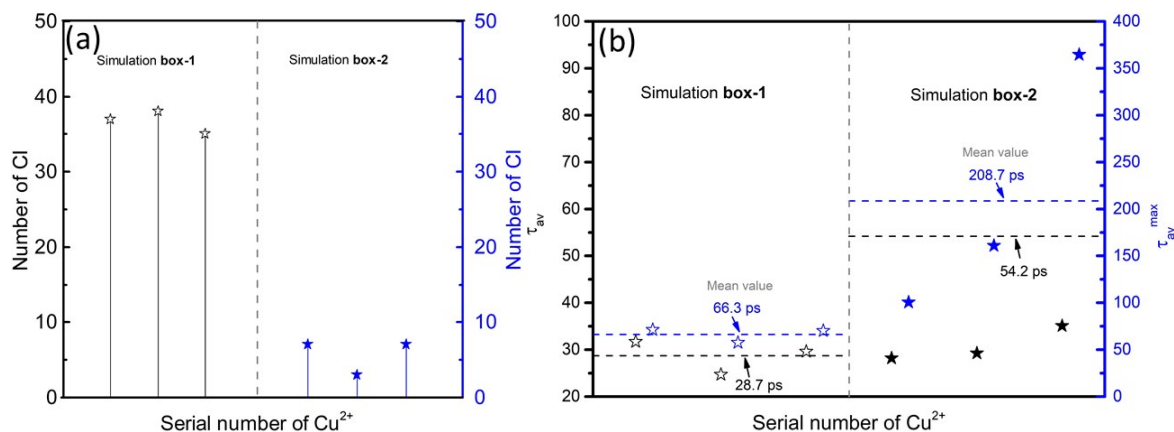 (a)
Simulation box-1
Simulation box-2
50
40
30
20
10
0
Number of Cl
50
40
30
20
10
0
Number of Cl
Serial number of Cu²⁺
(b)
Simulation box-1
Simulation box-2
100
90
80
70
60
50
40
30
20
τav
Mean value
208.7 ps
54.2 ps
Mean value
66.3 ps
28.7 ps
400
350
300
250
200
150
100
50
0
τav max
Serial number of Cu²⁺